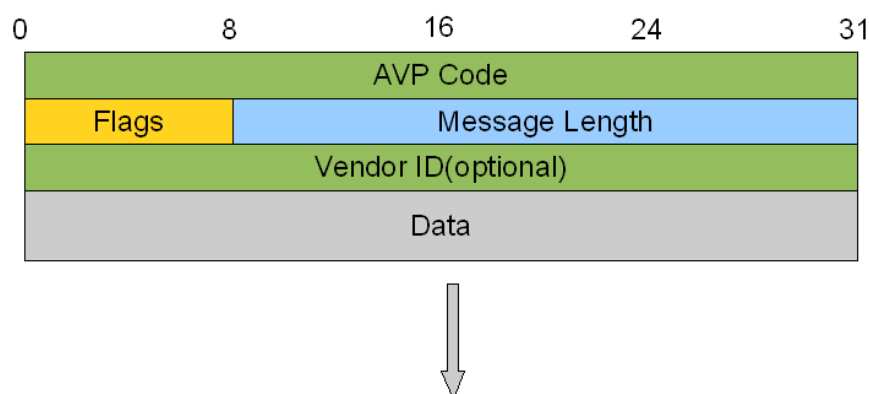 0 8 16 24 31
AVP Code
Flags Message Length
Vendor ID(optional)
Data